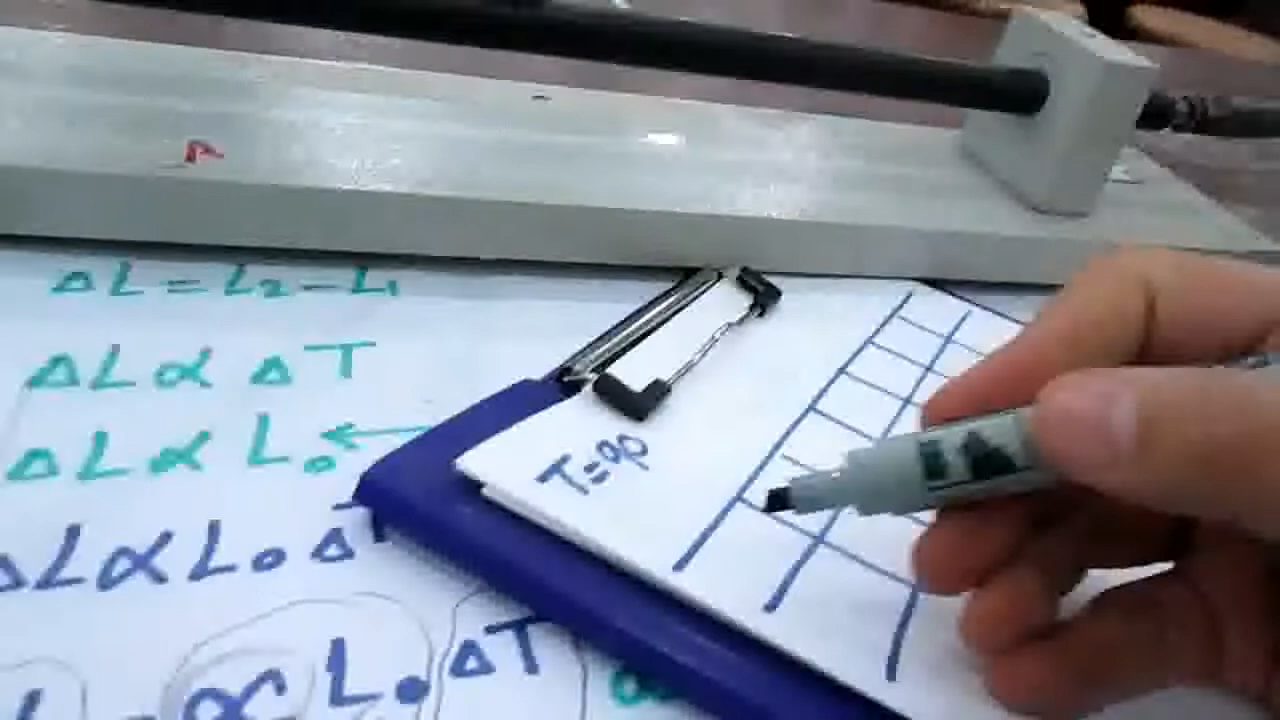 ΔL = L₂ - L₁
ΔL α ΔT
ΔL α L₀ ←
ΔL α L₀ ΔT
α L₀ ΔT
T=